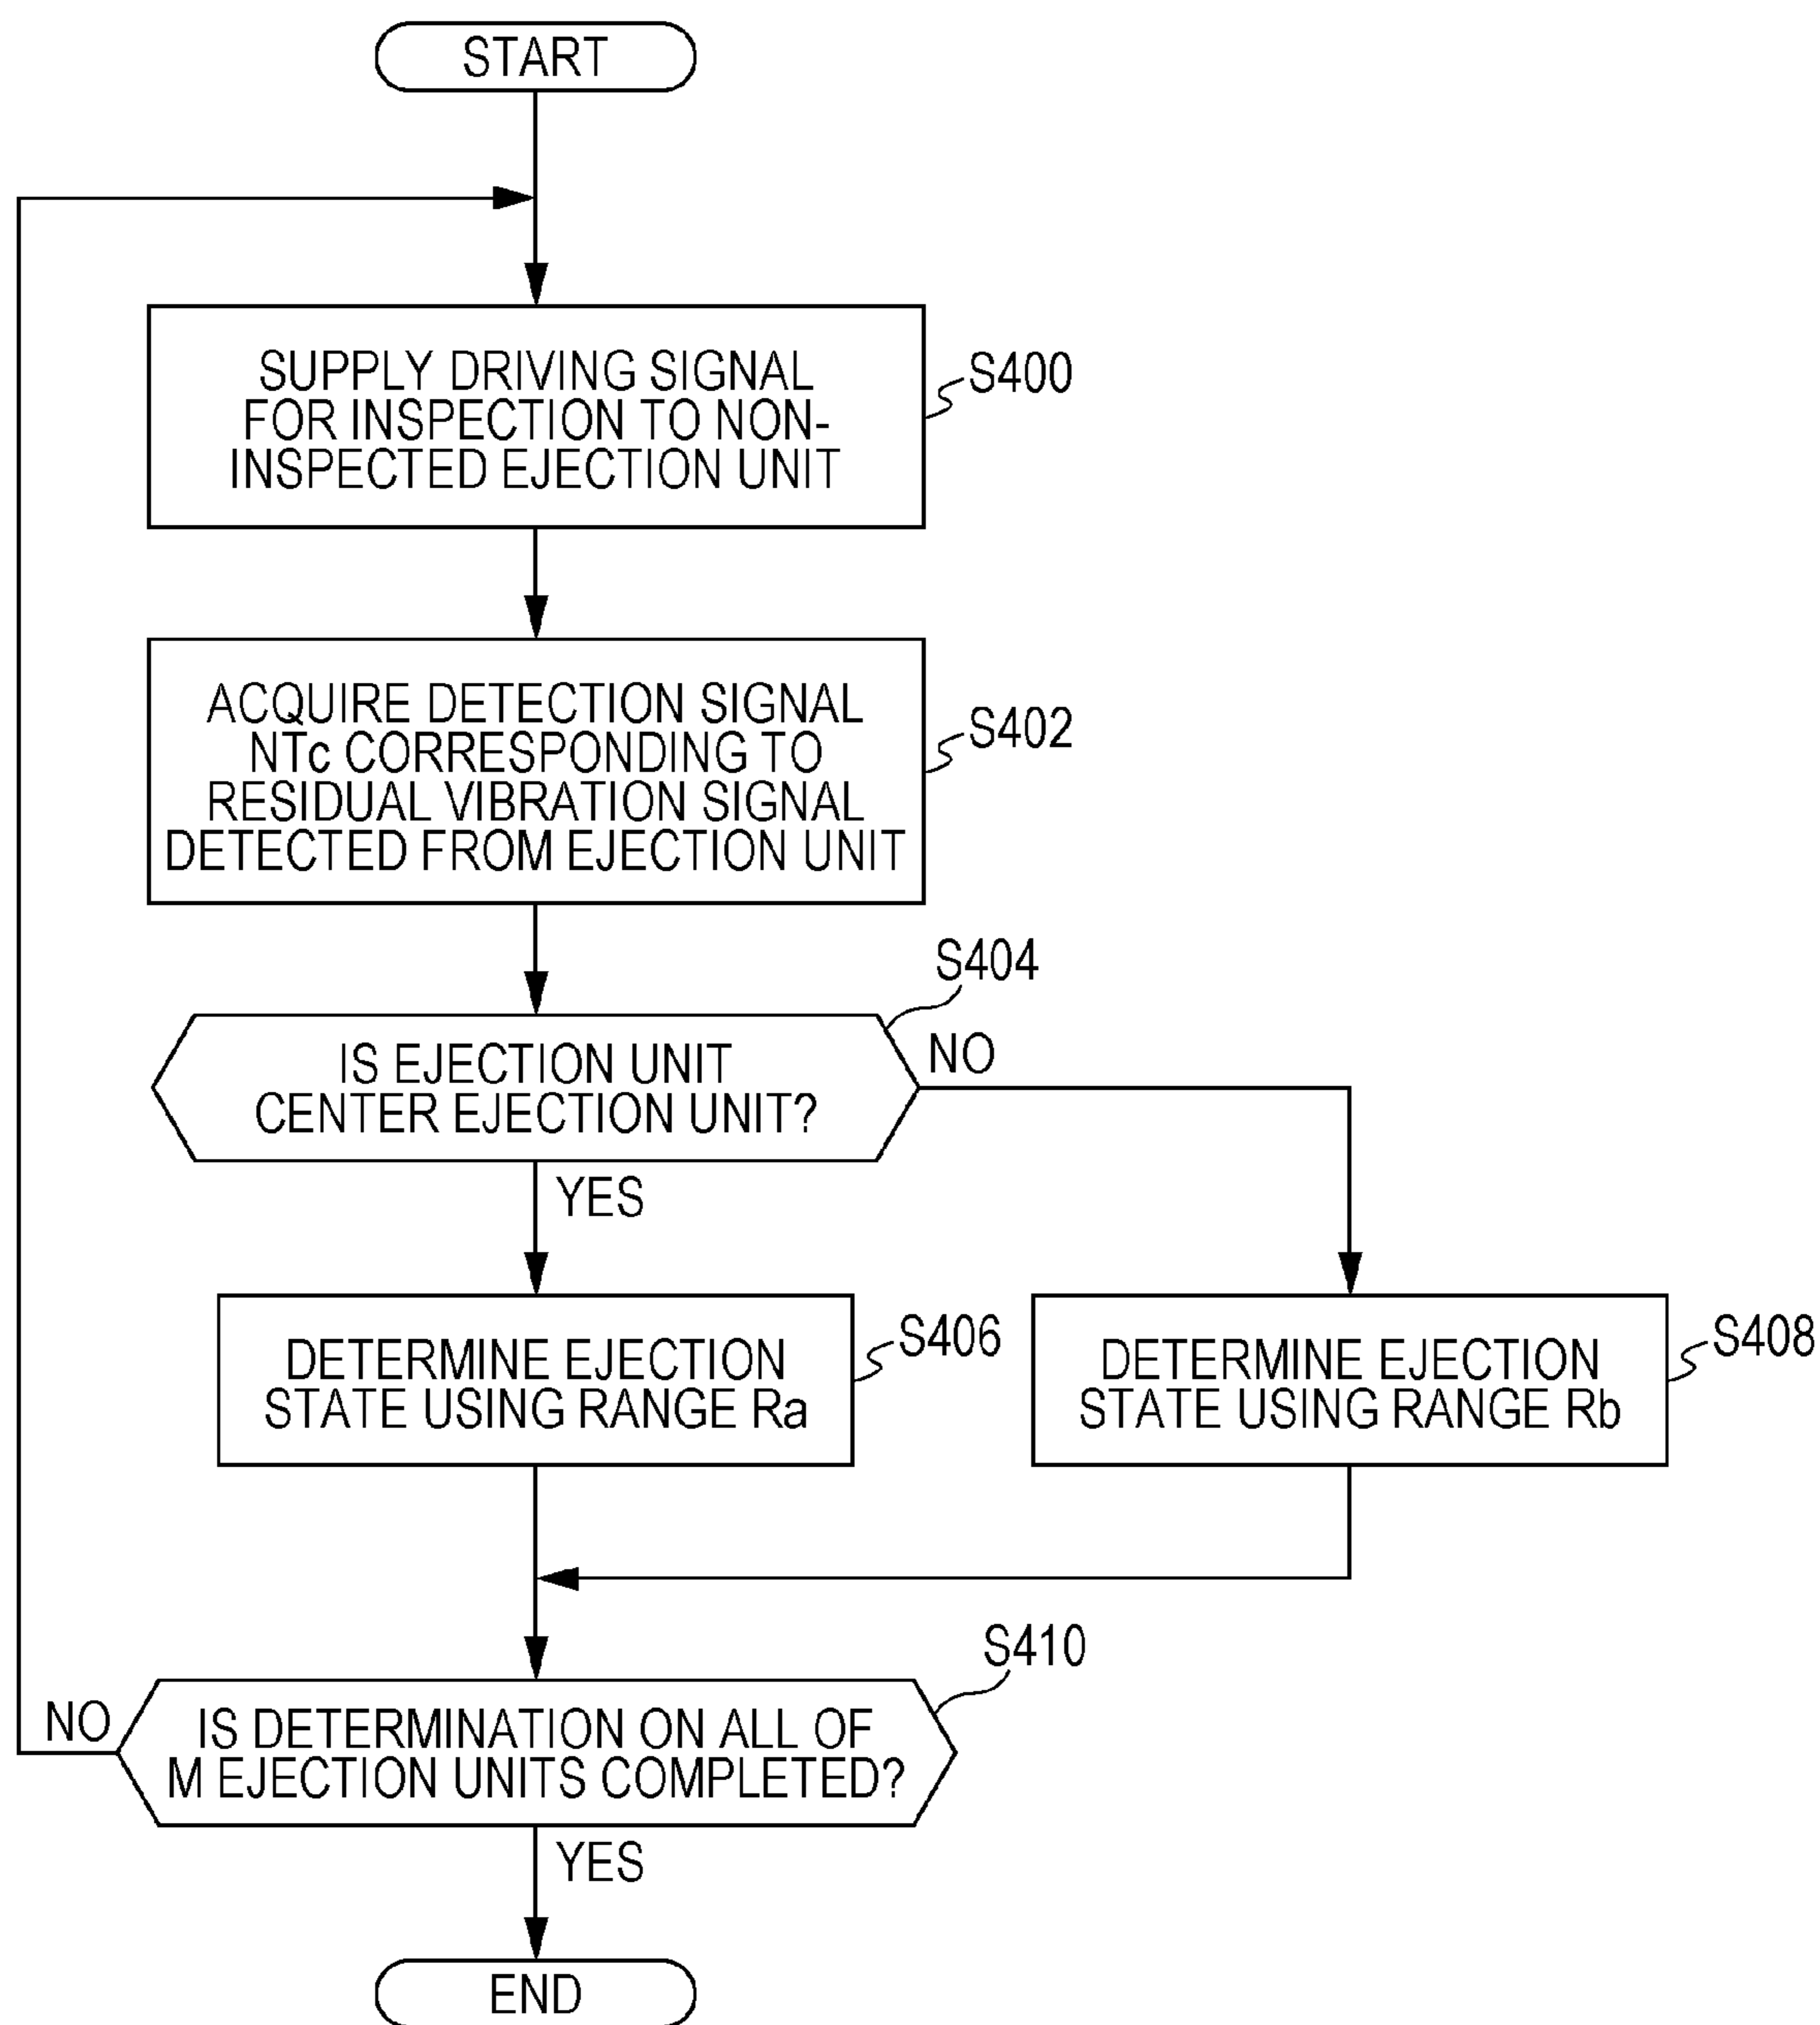 START
SUPPLY DRIVING SIGNAL
FOR INSPECTION TO NON-
INSPECTED EJECTION UNIT
S400
ACQUIRE DETECTION SIGNAL
NTc CORRESPONDING TO
RESIDUAL VIBRATION SIGNAL
DETECTED FROM EJECTION UNIT
S402
S404
IS EJECTION UNIT
CENTER EJECTION UNIT?
NO
YES
DETERMINE EJECTION
STATE USING RANGE Ra
S406
DETERMINE EJECTION
STATE USING RANGE Rb
S408
S410
IS DETERMINATION ON ALL OF
M EJECTION UNITS COMPLETED?
NO
YES
END